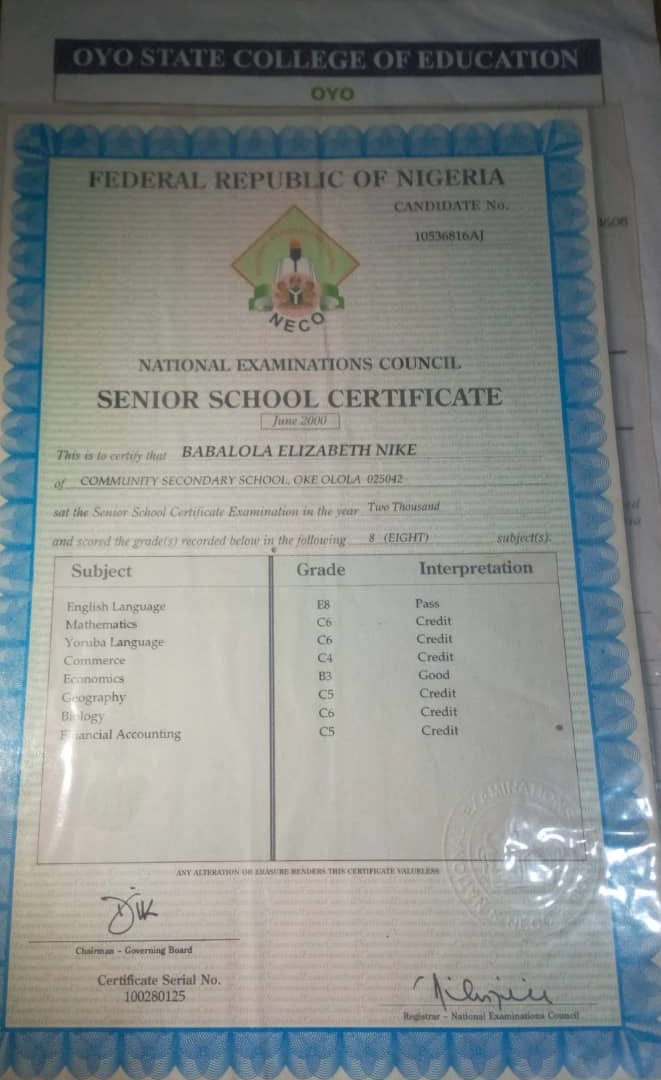 OYO STATE COLLEGE OF EDUCATION
OYO
FEDERAL REPUBLIC OF NIGERIA
CANDIDATE No.
10536816AJ
NECO
NATIONAL EXAMINATIONS COUNCIL
SENIOR SCHOOL CERTIFICATE
June 2000
This is to certify that BABALOLA ELIZABETH NIKE
of COMMUNITY SECONDARY SCHOOL, OKE OLOLA 025042
sat the Senior School Certificate Examination in the year Two Thousand
and scored the grade(s) recorded below in the following 8 (EIGHT) subject(s):
Subject Grade Interpretation
English Language E8 Pass
Mathematics C6 Credit
Yoruba Language C6 Credit
Commerce C4 Credit
Economics B3 Good
Geography C5 Credit
Biology C6 Credit
Financial Accounting C5 Credit
ANY ALTERATION OR ERASURE RENDERS THIS CERTIFICATE VALUELESS
Chairman - Governing Board
Certificate Serial No.
100280125
Registrar - National Examinations Council